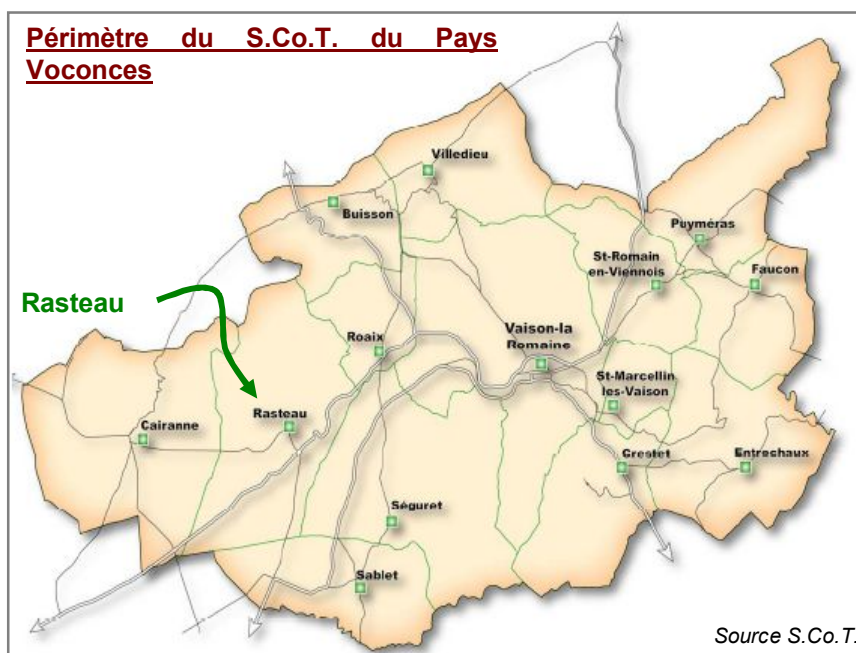 Périmètre du S.Co.T. du Pays
Voconces
Villedieu
Buisson
Puyméras
St-Romain
en-Viennois
Faucon
Rasteau
Roaix
Vaison-la
Romaine
St-Marcellin
les-Vaison
Rasteau
Cairanne
Crestet
Entrechaux
Séguret
Sablet
Source S.Co.T.